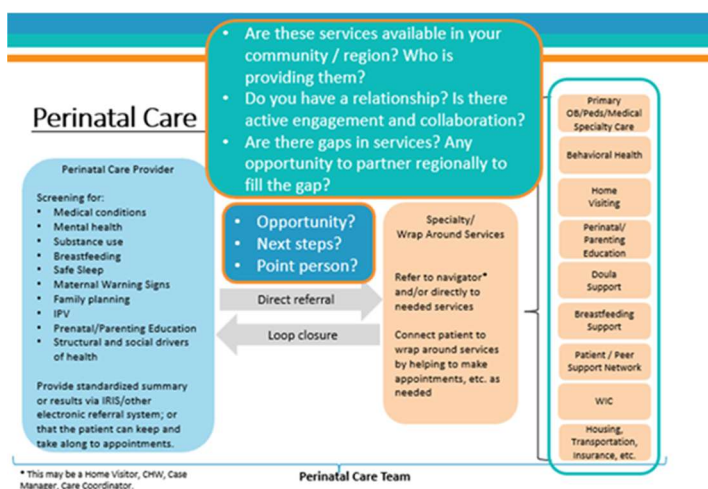 • Are these services available in your
community / region? Who is
providing them?
• Do you have a relationship? Is there
active engagement and collaboration?
• Are there gaps in services? Any
opportunity to partner regionally to
fill the gap?
Perinatal Care
Perinatal Care Provider
Screening for:
• Medical conditions
• Mental health
• Substance use
• Breastfeeding
• Safe Sleep
• Maternal Warning Signs
• Family planning
• IPV
• Prenatal/Parenting Education
• Structural and social drivers
of health
Provide standardized summary
or results via IRIS/other
electronic referral system; or
that the patient can keep and
take along to appointments.
• Opportunity?
• Next steps?
• Point person?
Direct referral
Loop closure
Specialty/
Wrap Around Services
Refer to navigator*
and/or directly to
needed services
Connect patient to
wrap around services
by helping to make
appointments, etc. as
needed
Primary
OB/Peds/Medical
Specialty Care
Behavioral Health
Home
Visiting
Perinatal/
Parenting
Education
Doula
Support
Breastfeeding
Support
Patient / Peer
Support Network
WIC
Housing,
Transportation,
Insurance, etc.
* This may be a Home Visitor, CHW, Case
Manager, Care Coordinator.
Perinatal Care Team